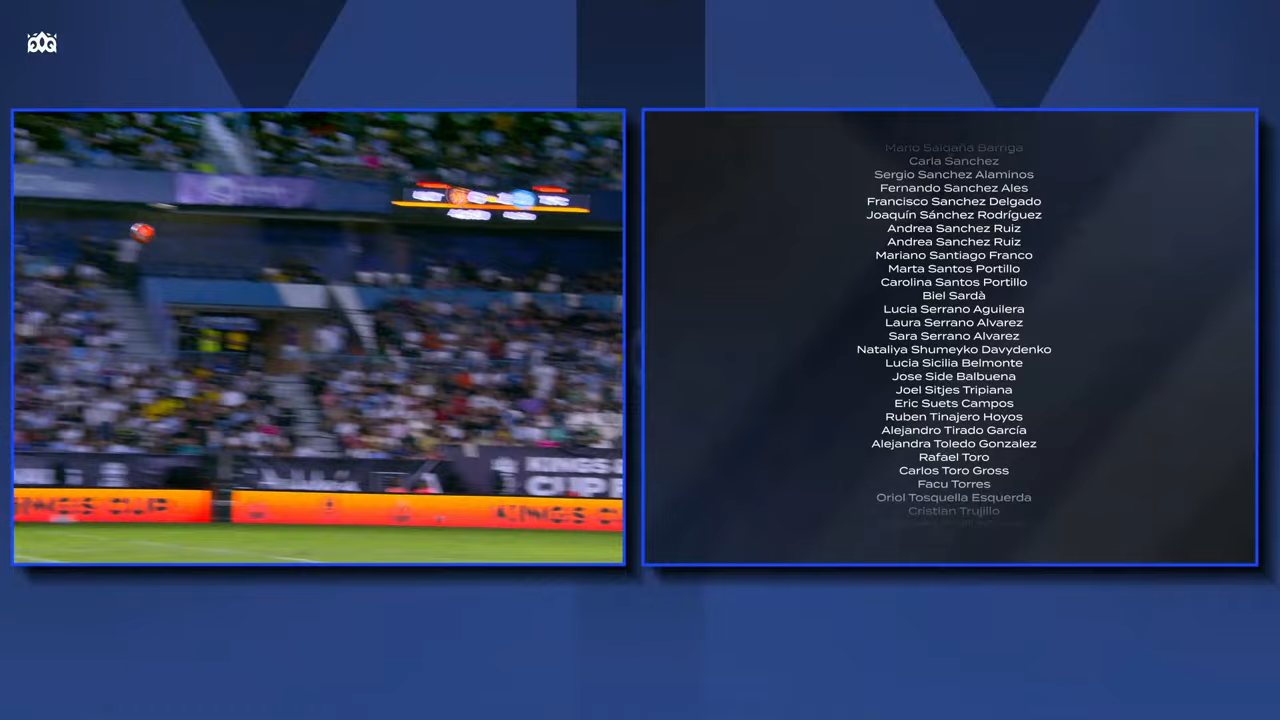 KINGS
CUP
KINGS CUP
KINGS CUP
Mario Saldaña Barriga
Carla Sanchez
Sergio Sanchez Alaminos
Fernando Sanchez Ales
Francisco Sanchez Delgado
Joaquín Sánchez Rodríguez
Andrea Sanchez Ruiz
Andrea Sanchez Ruiz
Mariano Santiago Franco
Marta Santos Portillo
Carolina Santos Portillo
Biel Sardà
Lucia Serrano Aguilera
Laura Serrano Alvarez
Sara Serrano Alvarez
Nataliya Shumeyko Davydenko
Lucia Sicilia Belmonte
Jose Side Balbuena
Joel Sitjes Tripiana
Eric Suets Campos
Ruben Tinajero Hoyos
Alejandro Tirado García
Alejandra Toledo Gonzalez
Rafael Toro
Carlos Toro Gross
Facu Torres
Oriol Tosquella Esquerda
Cristian Trujillo